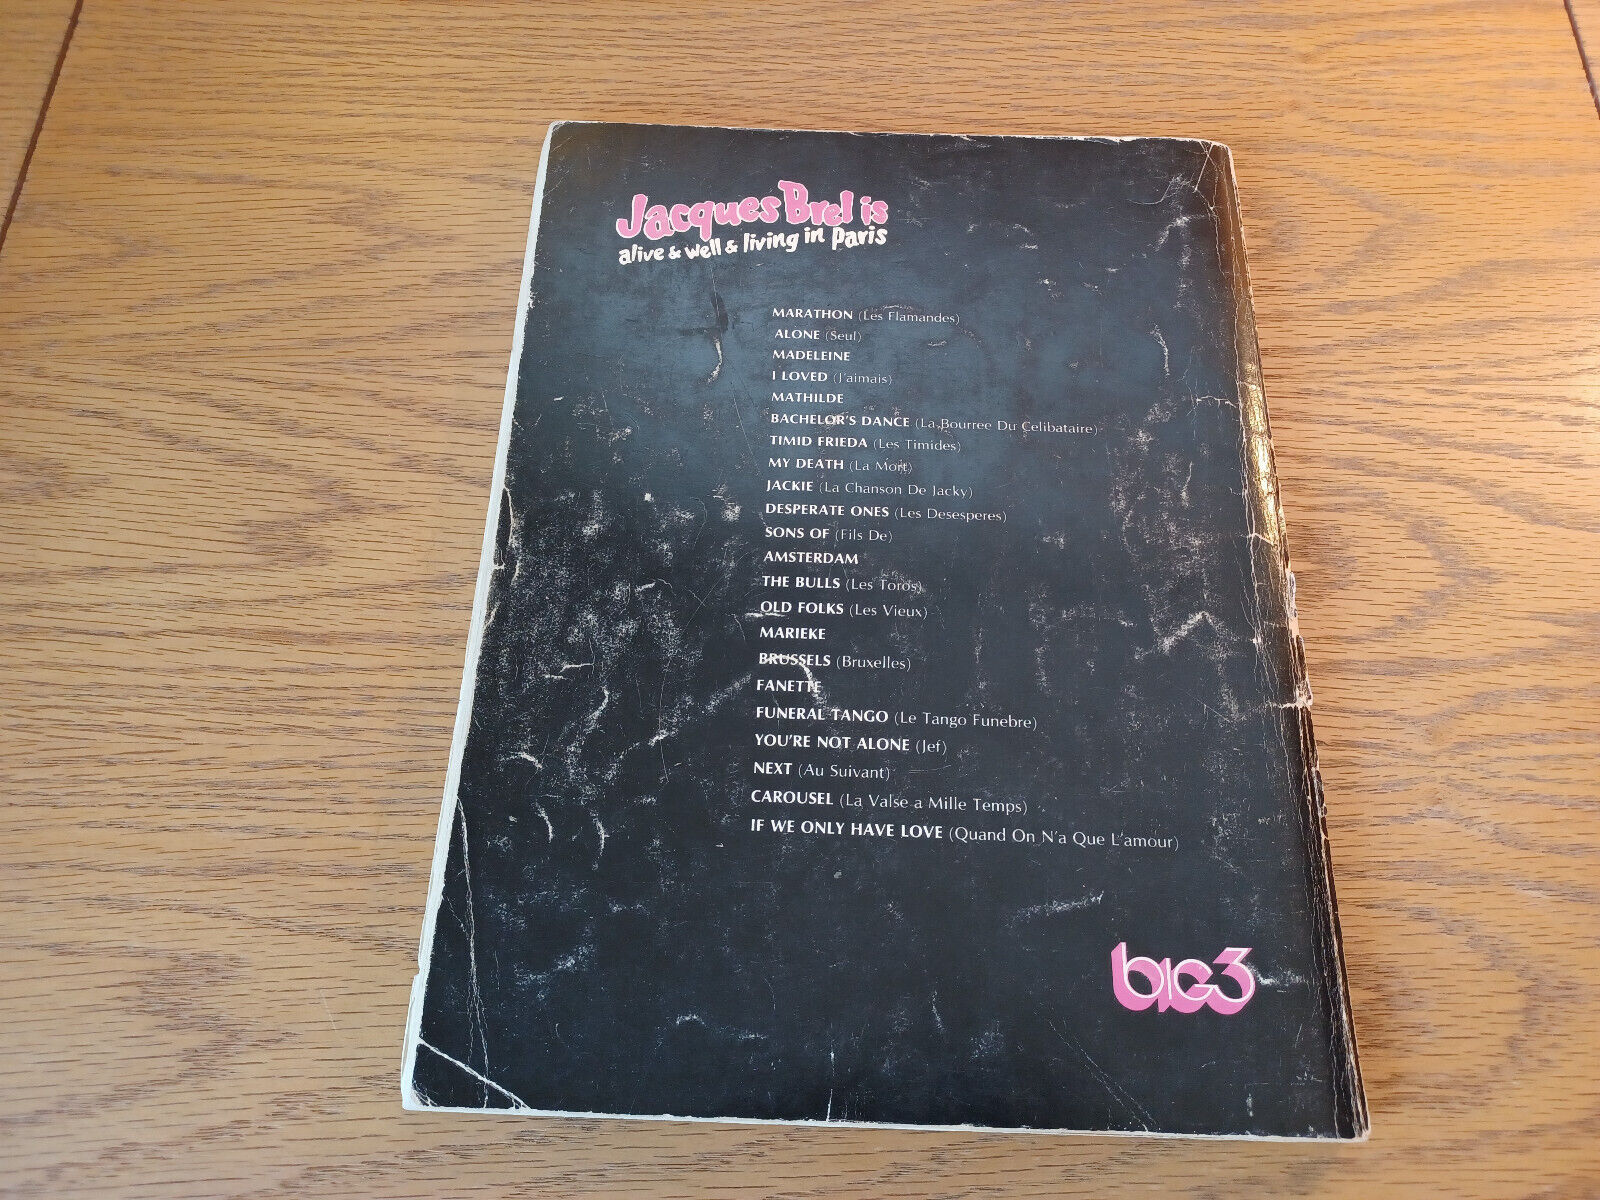 Jacques Brel is
alive & well & living in Paris
MARATHON (Les Flamandes)
ALONE (Seul)
MADELEINE
I LOVED (J'aimais)
MATHILDE
BACHELOR'S DANCE (La Bourree Du Celibataire)
TIMID FRIEDA (Les Timides)
MY DEATH (La Mort)
JACKIE (La Chanson De Jacky)
DESPERATE ONES (Les Desesperes)
SONS OF (Fils De)
AMSTERDAM
THE BULLS (Les Toros)
OLD FOLKS (Les Vieux)
MARIEKE
BRUSSELS (Bruxelles)
FANETTE
FUNERAL TANGO (Le Tango Funebre)
YOU'RE NOT ALONE (Jef)
NEXT (Au Suivant)
CAROUSEL (La Valse a Mille Temps)
IF WE ONLY HAVE LOVE (Quand On N'a Que L'amour)
bIG3